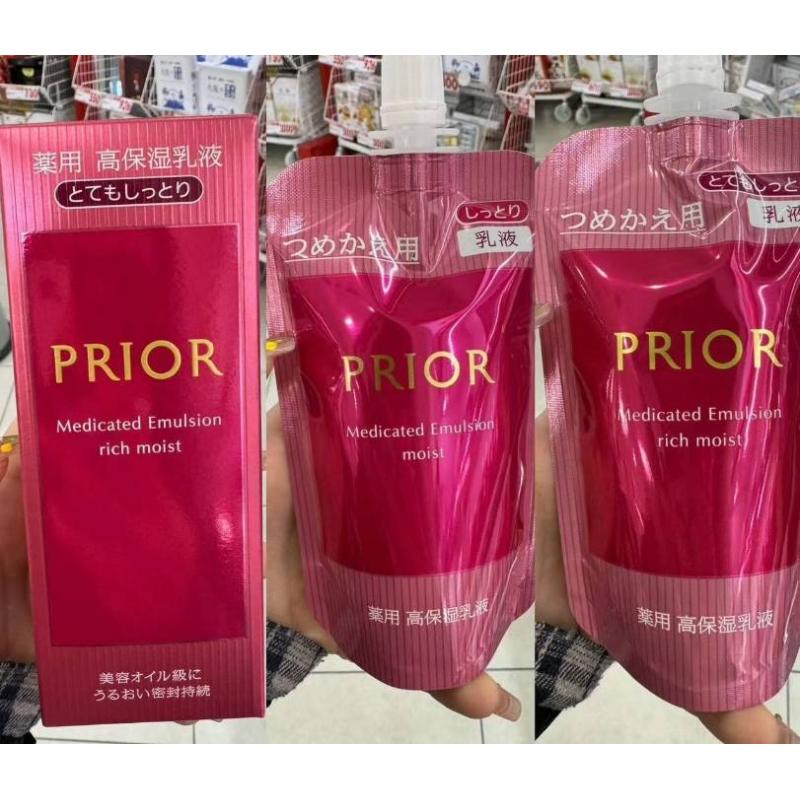 薬用 高保湿乳液
とてもしっとり
PRIOR
Medicated Emulsion
rich moist
美容オイル級に
うるおい密封持続
しっとり
つめかえ用
乳液
PRIOR
Medicated Emulsion
moist
薬用 高保湿乳液
とてもしっと
つめかえ用
乳液
PRIOR
Medicated Emulsion
rich moist
薬用 高保湿乳液